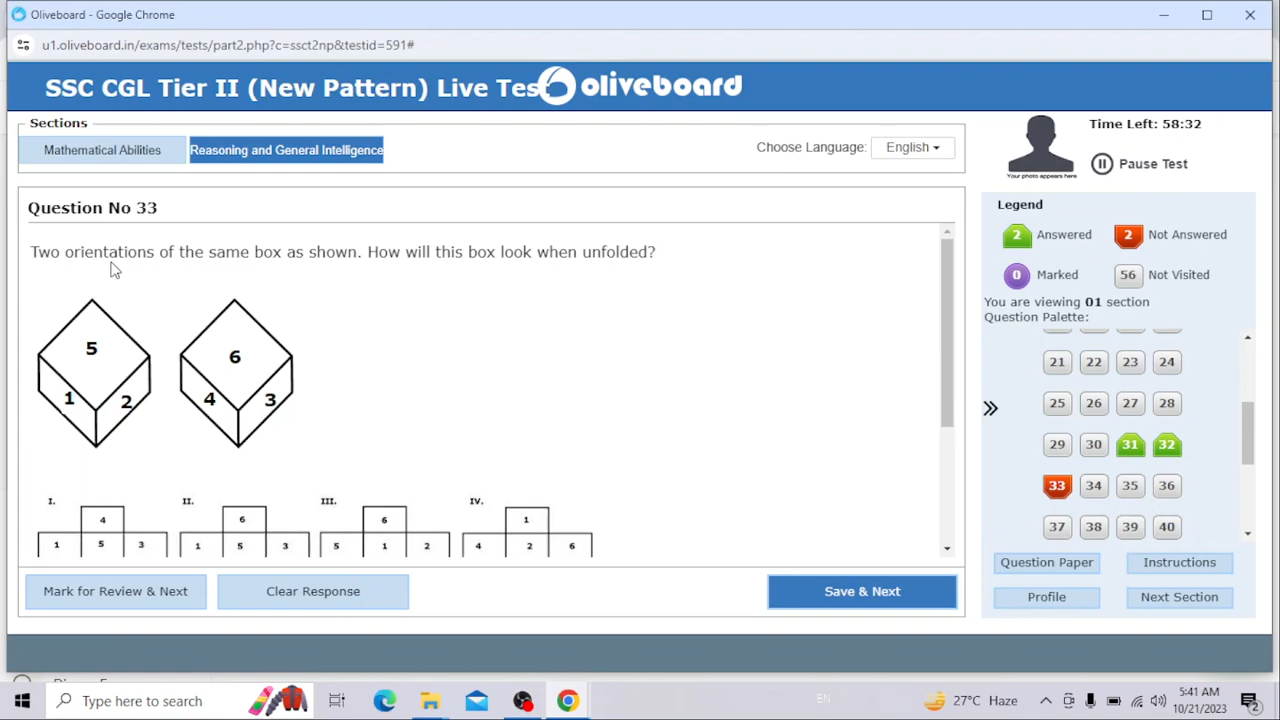 Oliveboard - Google Chrome
u1.oliveboard.in/exams/tests/part2.php?c=ssct2np&testid=591#
SSC CGL Tier II (New Pattern) Live Tes
oliveboard
Sections
Mathematical Abilities
Reasoning and General Intelligence
Choose Language:
English
Your photo appears here
Time Left: 58:32
Pause Test
Question No 33
Two orientations of the same box as shown. How will this box look when unfolded?
5
1
2
6
4
3
I.
4
1 5 3
II.
6
1 5 3
III.
6
5 1 2
IV.
1
4 2 6
Mark for Review & Next
Clear Response
Save & Next
Legend
2 Answered
2 Not Answered
0 Marked
56 Not Visited
You are viewing 01 section
Question Palette:
21 22 23 24
25 26 27 28
29 30 31 32
33 34 35 36
37 38 39 40
Question Paper
Instructions
Profile
Next Section
Type here to search
EN
27°C Haze
5:41 AM
10/21/2023
2